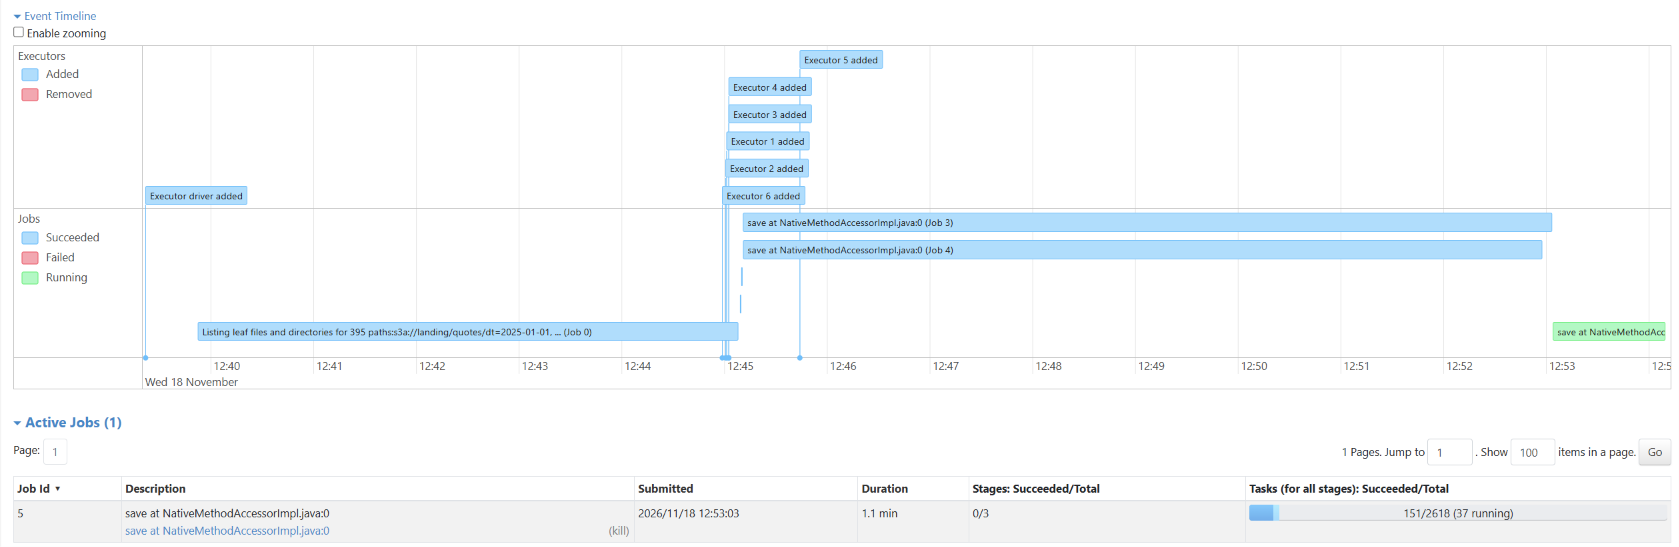 Event Timeline
Enable zooming
Executors
Added
Removed
Executor 5 added
Executor 4 added
Executor 3 added
Executor 1 added
Executor 2 added
Executor driver added
Executor 6 added
Jobs
Succeeded
Failed
Running
save at NativeMethodAccessorImpl.java:0 (Job 3)
save at NativeMethodAccessorImpl.java:0 (Job 4)
Listing leaf files and directories for 395 paths:s3a://landing/quotes/dt=2025-01-01, ... (Job 0)
save at NativeMethodAcc
12:40 12:41 12:42 12:43 12:44 12:45 12:46 12:47 12:48 12:49 12:50 12:51 12:52 12:53 12:5
Wed 18 November
Active Jobs (1)
Page: 1 1 Pages. Jump to 1 . Show 100 items in a page. Go
Job Id ▾ Description Submitted Duration Stages: Succeeded/Total Tasks (for all stages): Succeeded/Total
5 save at NativeMethodAccessorImpl.java:0 2026/11/18 12:53:03 1.1 min 0/3 151/2618 (37 running)
save at NativeMethodAccessorImpl.java:0 (kill)